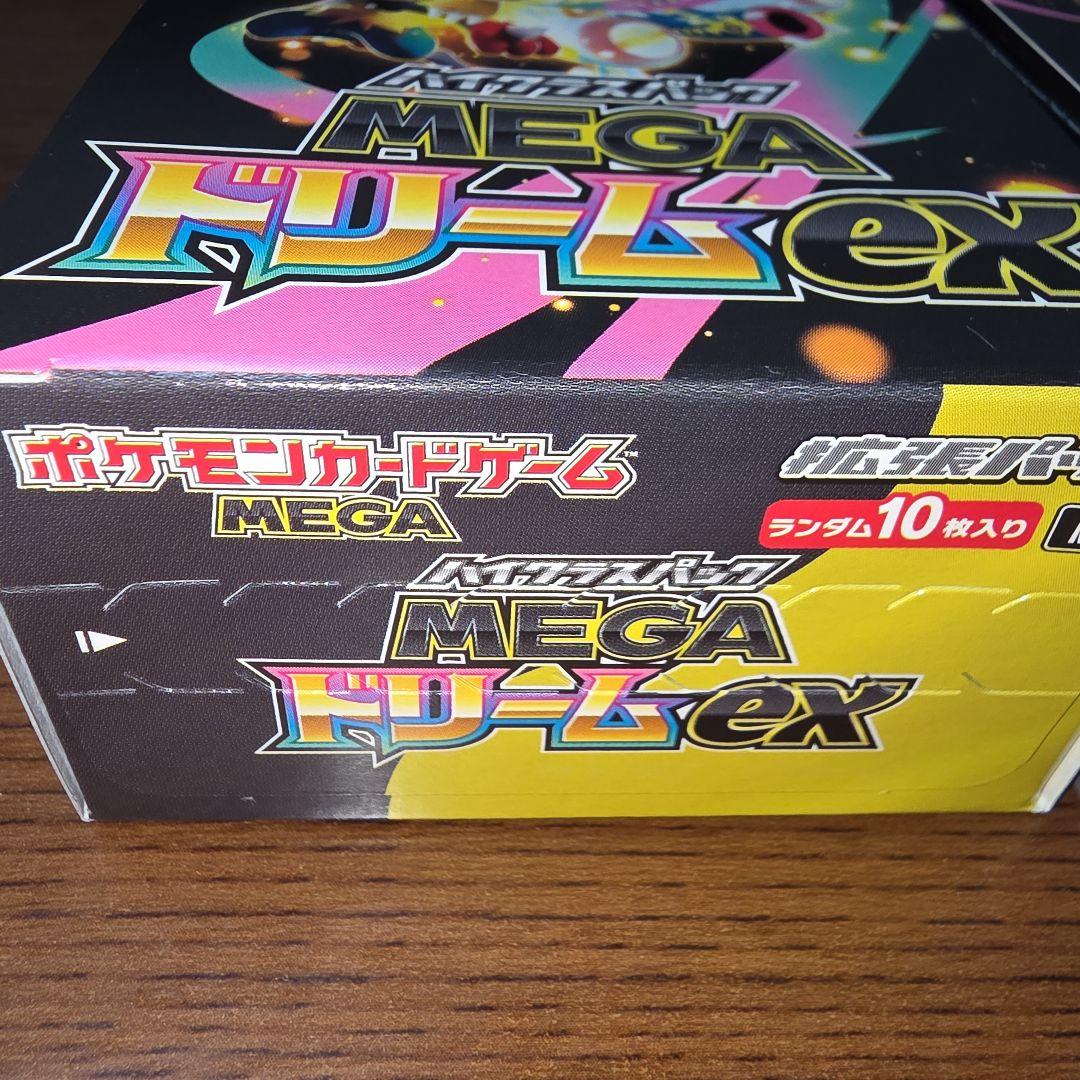 ハイクラスパック
MEGA
ドリームex
ポケモンカードゲーム™
MEGA
拡張パッ
ランダム10枚入り
ハイクラスパック
MEGA
ドリームex